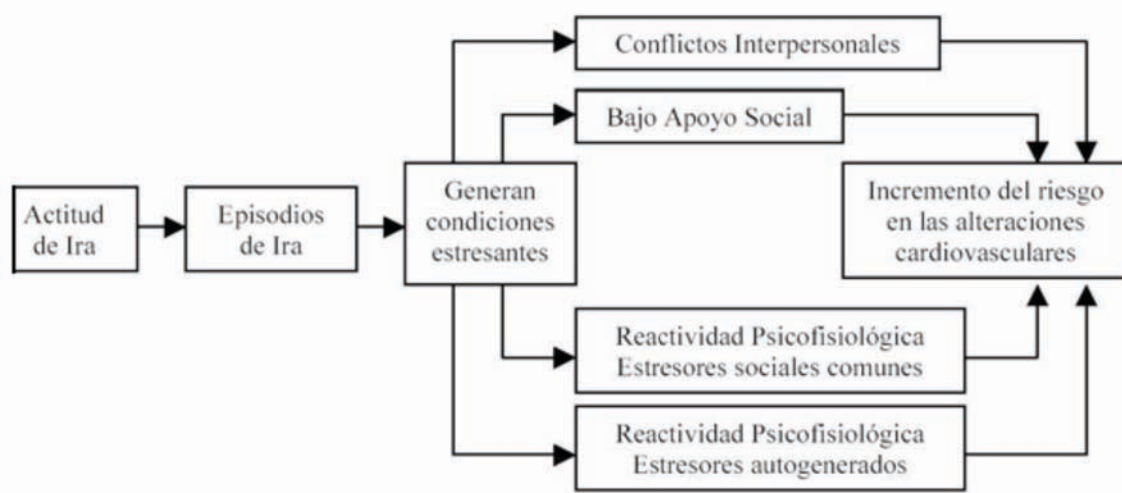 Actitud
de Ira
Episodios
de Ira
Generan
condiciones
estresantes
Conflictos Interpersonales
Bajo Apoyo Social
Reactividad Psicofisiológica
Estresores sociales comunes
Reactividad Psicofisiológica
Estresores autogenerados
Incremento del riesgo
en las alteraciones
cardiovasculares